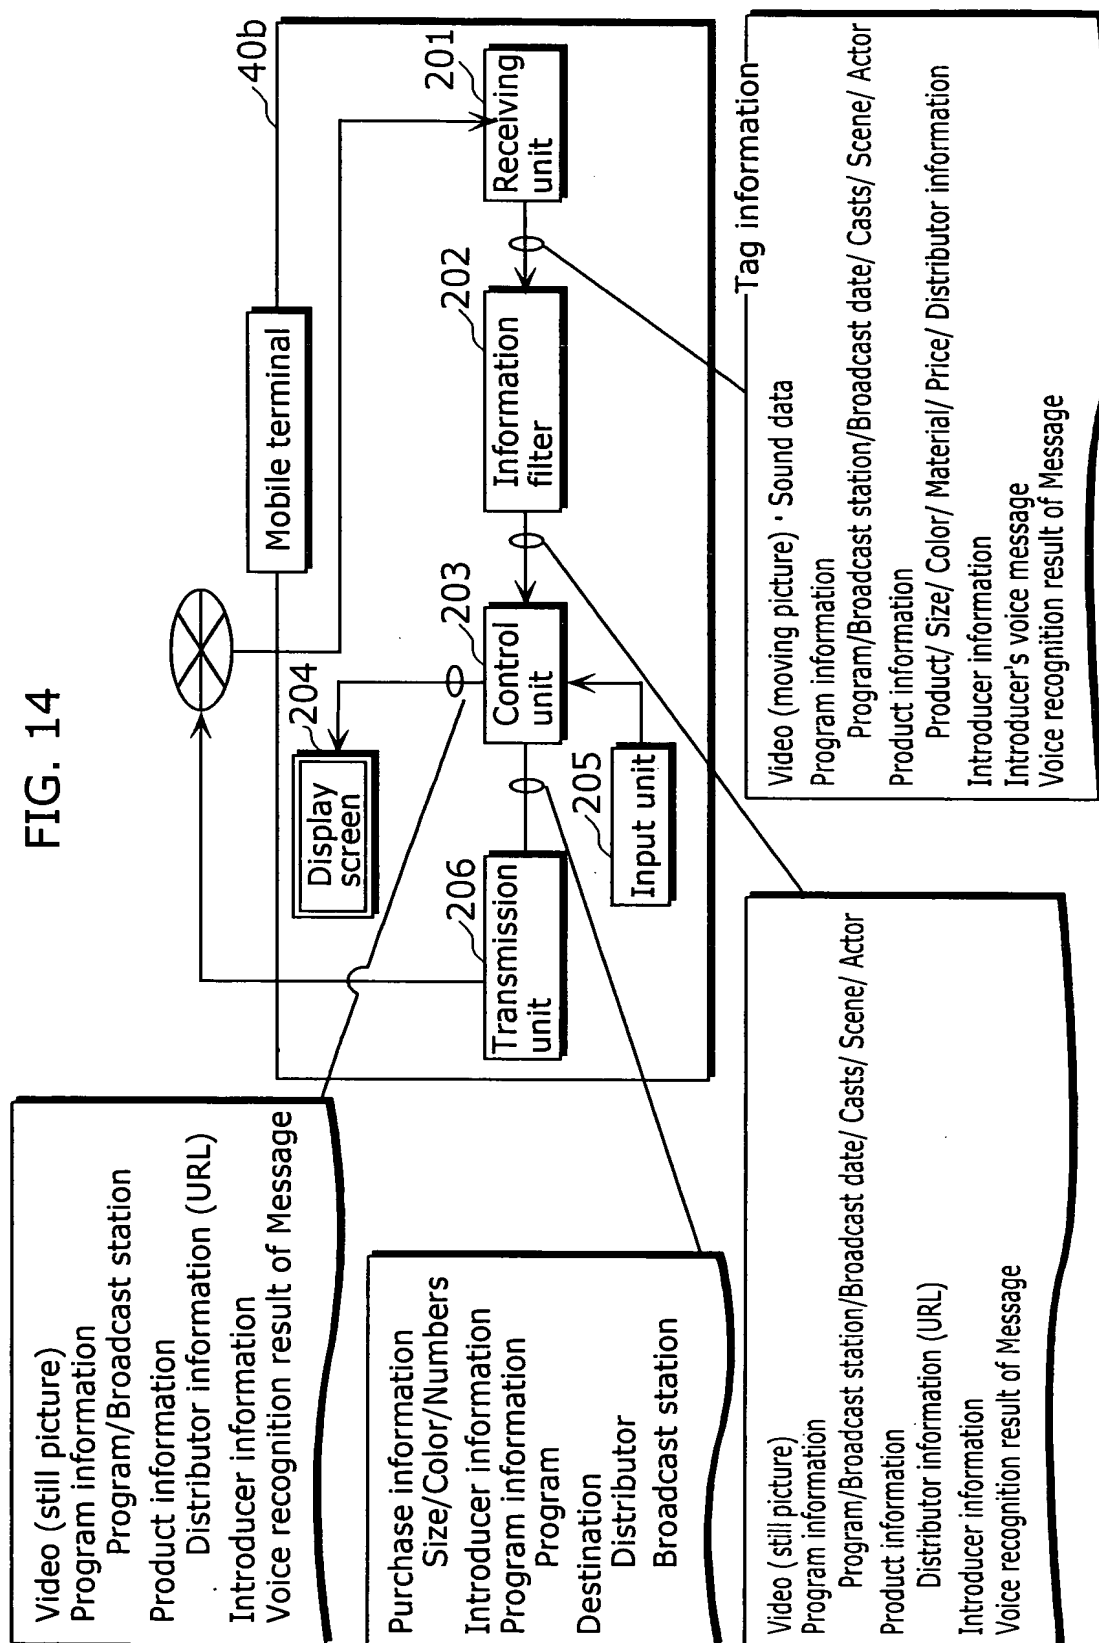 FIG. 14
Mobile terminal
40b
Display
screen
204
Transmission
unit
206
Control
unit
203
Information
filter
202
Receiving
unit
201
Input unit
205
Video (still picture)
Program information
Program/Broadcast station
Product information
Distributor information (URL)
Introducer information
Voice recognition result of Message
Purchase information
Size/Color/Numbers
Introducer information
Program information
Program
Destination
Distributor
Broadcast station
Video ( still picture)
Program information
Program/Broadcast station/Broadcast date/ Casts/ Scene/ Actor
Product information
Distributor information (URL)
Introducer information
Voice recognition result of Message
Tag information
Video (moving picture) · Sound data
Program information
Program/Broadcast station/Broadcast date/ Casts/ Scene/ Actor
Product information
Product/ Size/ Color/ Material/ Price/ Distributor information
Introducer information
Introducer's voice message
Voice recognition result of Message